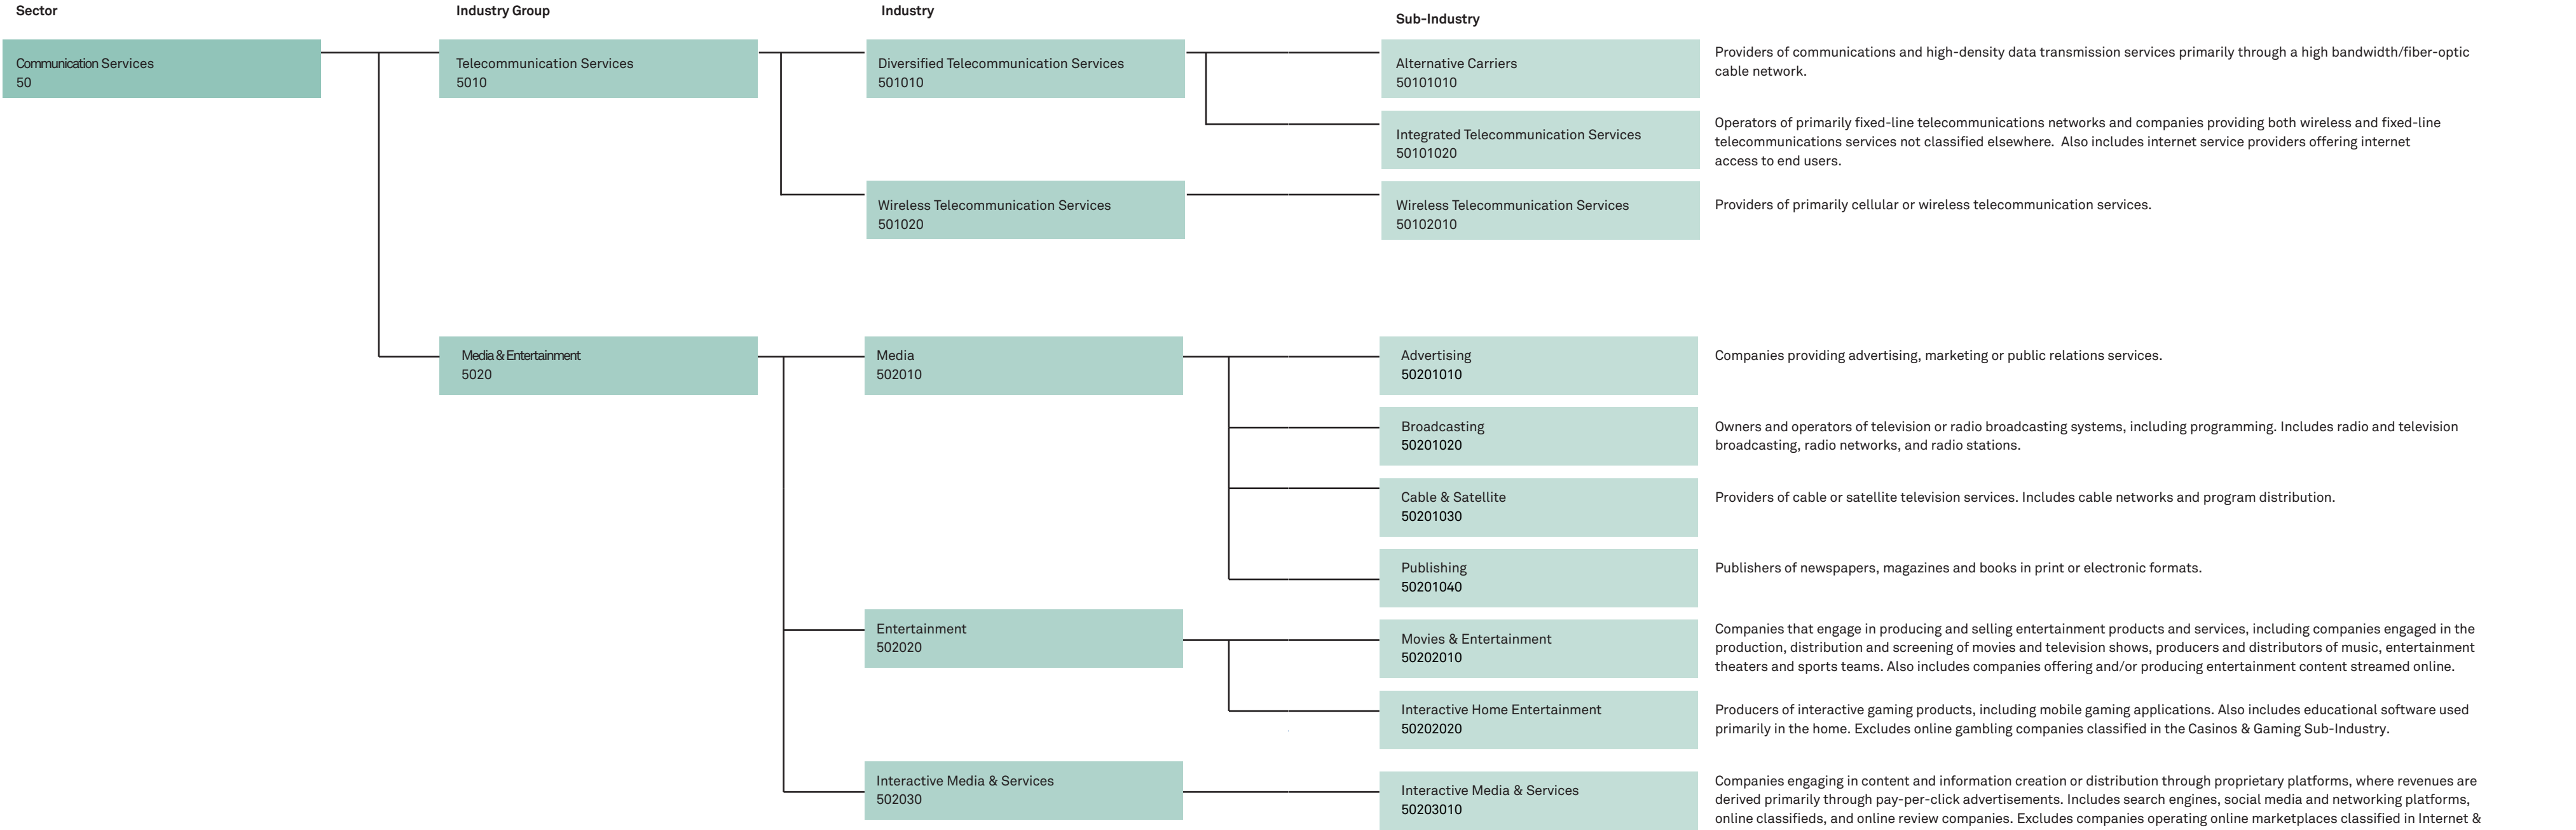 Sector
Industry Group
Industry
Sub-Industry
Communication Services
50
Telecommunication Services
5010
Diversified Telecommunication Services
501010
Alternative Carriers
50101010
Providers of communications and high-density data transmission services primarily through a high bandwidth/fiber-optic
cable network.
Integrated Telecommunication Services
50101020
Operators of primarily fixed-line telecommunications networks and companies providing both wireless and fixed-line
telecommunications services not classified elsewhere.  Also includes internet service providers offering internet
access to end users.
Wireless Telecommunication Services
501020
Wireless Telecommunication Services
50102010
Providers of primarily cellular or wireless telecommunication services.
Media & Entertainment
5020
Media
502010
Advertising
50201010
Companies providing advertising, marketing or public relations services.
Broadcasting
50201020
Owners and operators of television or radio broadcasting systems, including programming. Includes radio and television
broadcasting, radio networks, and radio stations.
Cable & Satellite
50201030
Providers of cable or satellite television services. Includes cable networks and program distribution.
Publishing
50201040
Publishers of newspapers, magazines and books in print or electronic formats.
Entertainment
502020
Movies & Entertainment
50202010
Companies that engage in producing and selling entertainment products and services, including companies engaged in the
production, distribution and screening of movies and television shows, producers and distributors of music, entertainment
theaters and sports teams. Also includes companies offering and/or producing entertainment content streamed online.
Interactive Home Entertainment
50202020
Producers of interactive gaming products, including mobile gaming applications. Also includes educational software used
primarily in the home. Excludes online gambling companies classified in the Casinos & Gaming Sub-Industry.
Interactive Media & Services
502030
Interactive Media & Services
50203010
Companies engaging in content and information creation or distribution through proprietary platforms, where revenues are
derived primarily through pay-per-click advertisements. Includes search engines, social media and networking platforms,
online classifieds, and online review companies. Excludes companies operating online marketplaces classified in Internet &